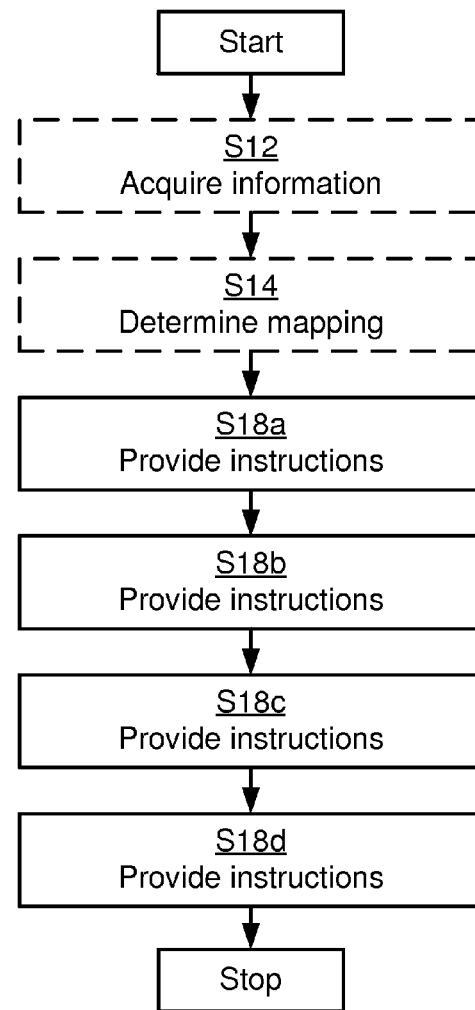 Start
S12
Acquire information
S14
Determine mapping
S18a
Provide instructions
S18b
Provide instructions
S18c
Provide instructions
S18d
Provide instructions
Stop